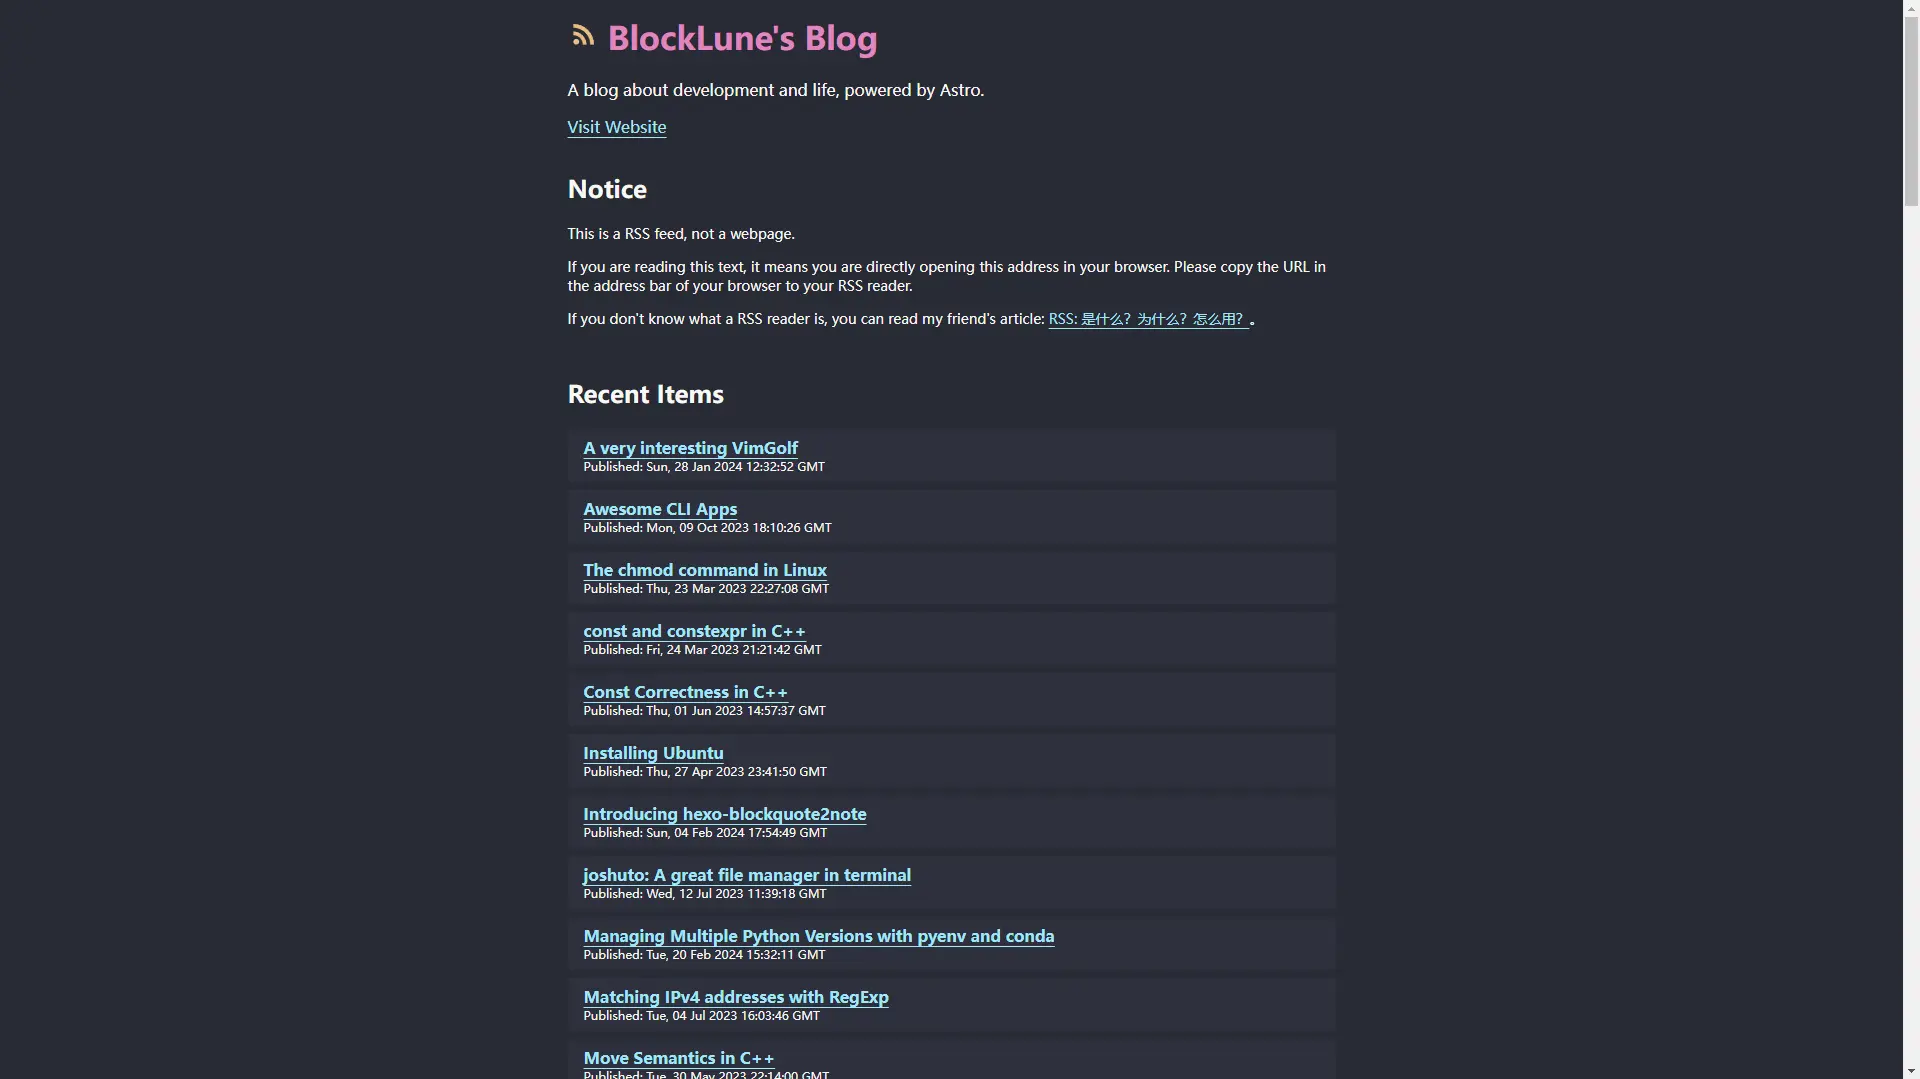 BlockLune's Blog
A blog about development and life, powered by Astro.
Visit Website
Notice
This is a RSS feed, not a webpage.
If you are reading this text, it means you are directly opening this address in your browser. Please copy the URL in
the address bar of your browser to your RSS reader.
If you don't know what a RSS reader is, you can read my friend's article: RSS: 是什么？为什么？怎么用？。
Recent Items
A very interesting VimGolf
Published: Sun, 28 Jan 2024 12:32:52 GMT
Awesome CLI Apps
Published: Mon, 09 Oct 2023 18:10:26 GMT
The chmod command in Linux
Published: Thu, 23 Mar 2023 22:27:08 GMT
const and constexpr in C++
Published: Fri, 24 Mar 2023 21:21:42 GMT
Const Correctness in C++
Published: Thu, 01 Jun 2023 14:57:37 GMT
Installing Ubuntu
Published: Thu, 27 Apr 2023 23:41:50 GMT
Introducing hexo-blockquote2note
Published: Sun, 04 Feb 2024 17:54:49 GMT
joshuto: A great file manager in terminal
Published: Wed, 12 Jul 2023 11:39:18 GMT
Managing Multiple Python Versions with pyenv and conda
Published: Tue, 20 Feb 2024 15:32:11 GMT
Matching IPv4 addresses with RegExp
Published: Tue, 04 Jul 2023 16:03:46 GMT
Move Semantics in C++
Published: Tue, 30 May 2023 22:14:00 GMT